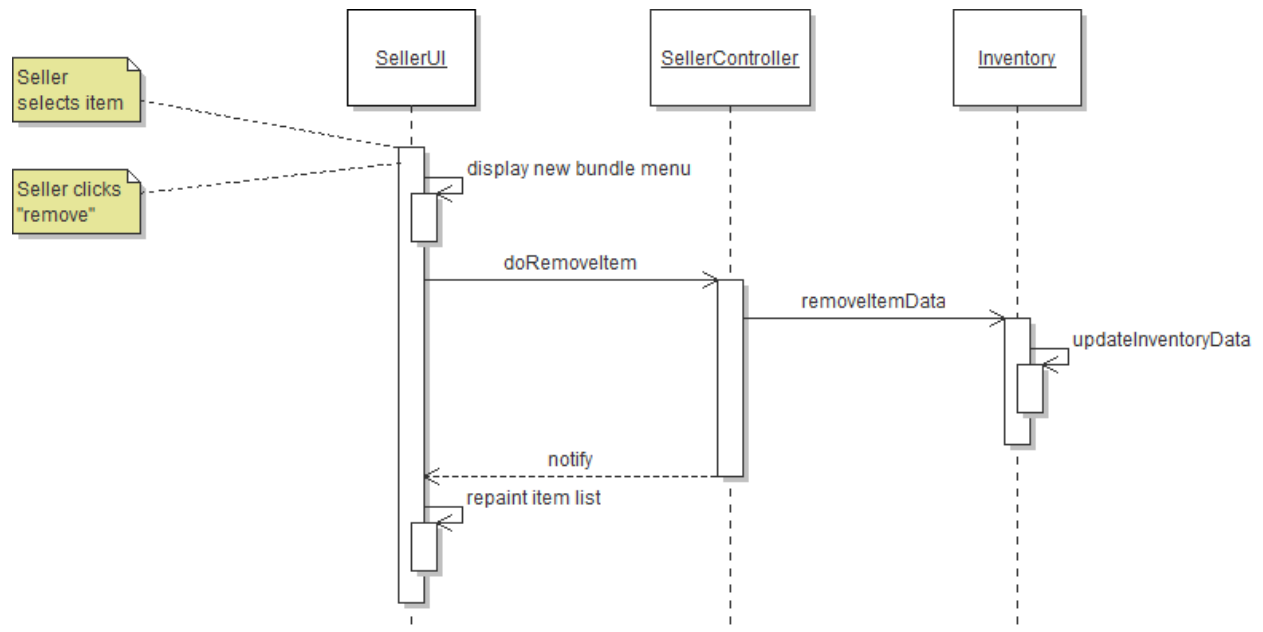 SellerUI
SellerController
Inventory
Seller
selects item
Seller clicks
"remove"
display new bundle menu
doRemoveItem
removeItemData
updateInventoryData
notify
repaint item list